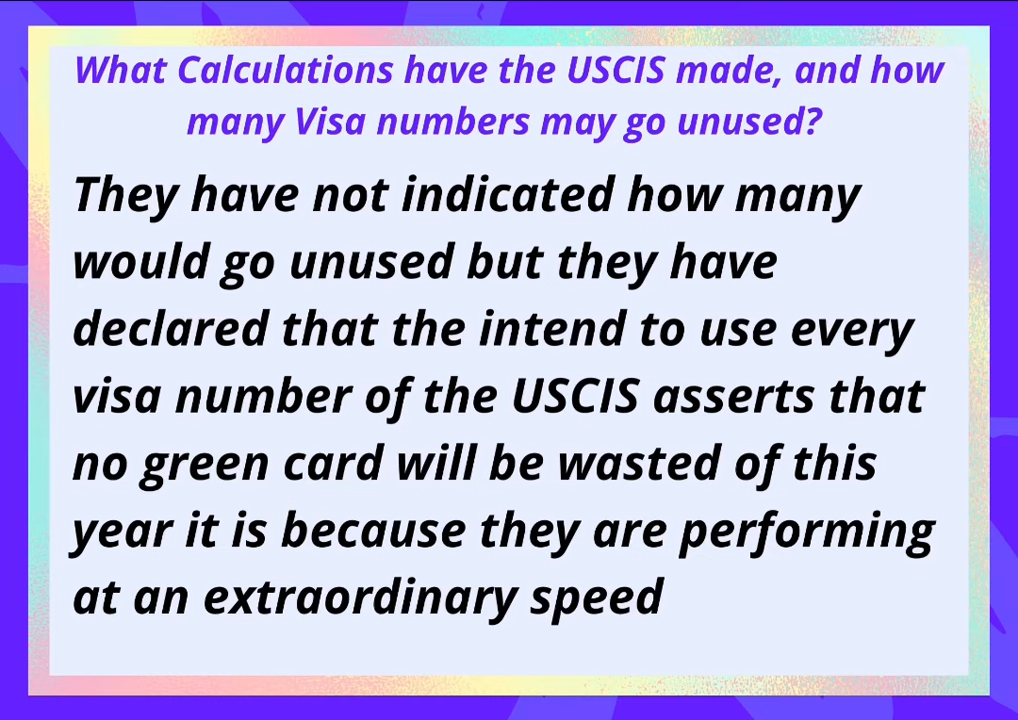 What Calculations have the USCIS made, and how
many Visa numbers may go unused?
They have not indicated how many
would go unused but they have
declared that the intend to use every
visa number of the USCIS asserts that
no green card will be wasted of this
year it is because they are performing
at an extraordinary speed